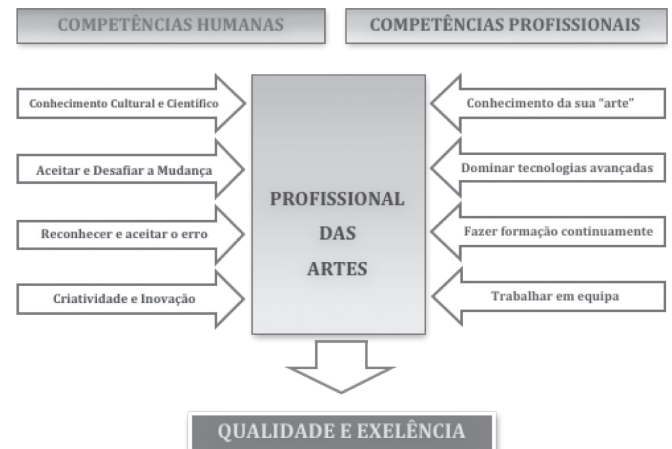 COMPETÊNCIAS HUMANAS
COMPETÊNCIAS PROFISSIONAIS
Conhecimento Cultural e Científico
Aceitar e Desafiar a Mudança
Reconhecer e aceitar o erro
Criatividade e Inovação
PROFISSIONAL
DAS
ARTES
Conhecimento da sua "arte"
Dominar tecnologias avançadas
Fazer formação continuamente
Trabalhar em equipa
QUALIDADE E EXELÊNCIA